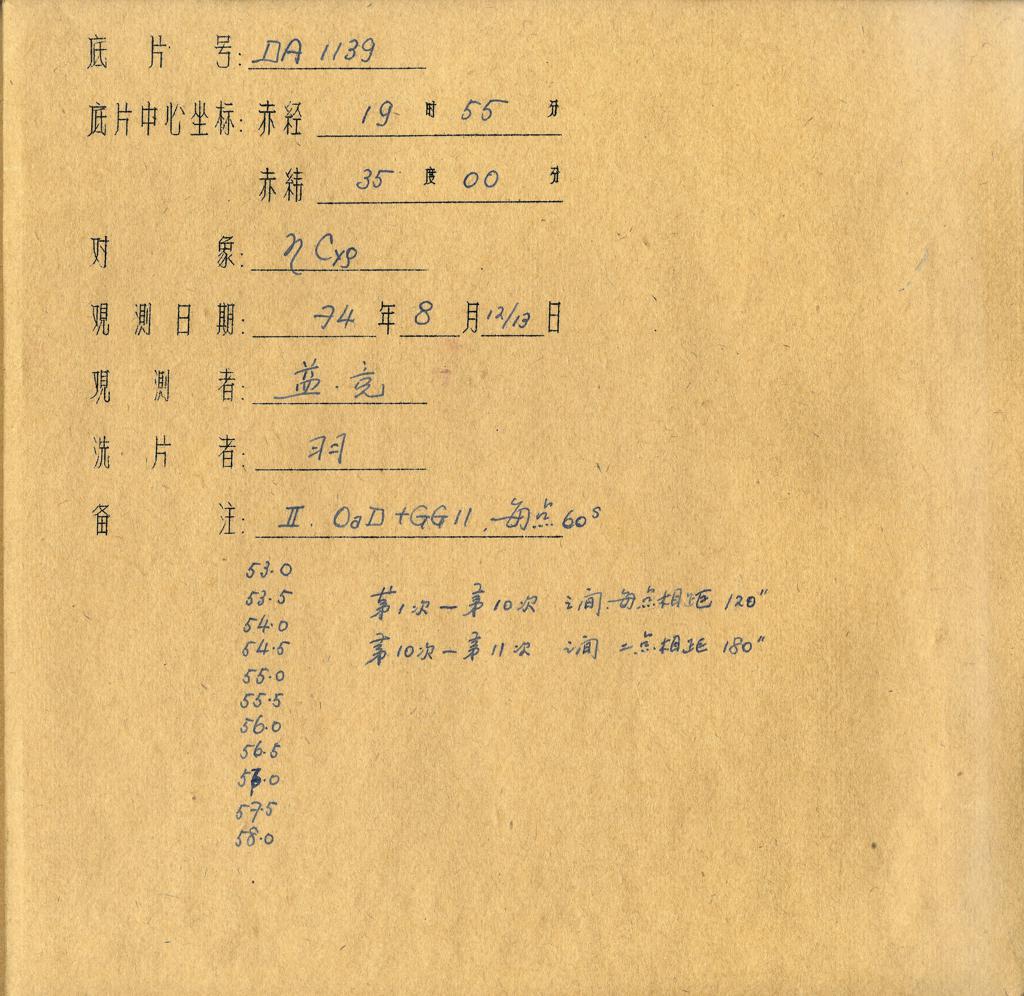 底片号: DA 1139
底片中心坐标: 赤经 19 时 55 分
赤纬 35 度 00 分
对象: η Cyg
观测日期: 74 年 8 月 12/13 日
观测者: 益.竞
洗片者: 羽
备注: II. OaD+GG11, 每点 60s
53.0
53.5 第1次—第10次 之间 每点相距 120"
54.0
54.5 第10次—第11次 之间 二点相距 180"
55.0
55.5
56.0
56.5
57.0
57.5
58.0